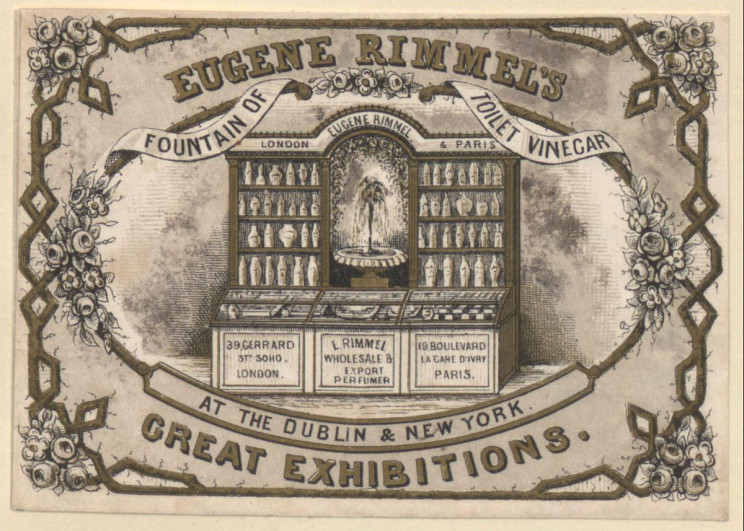 EUGENE RIMMEL'S
FOUNTAIN OF
TOILET VINEGAR
EUGENE RIMMEL
LONDON
& PARIS
39, GERRARD
ST. SOHO.
LONDON.
L. RIMMEL
WHOLESALE &
EXPORT
PERFUMER
19 BOULEVARD
LA GARE D'IVRY
PARIS.
AT THE DUBLIN & NEW YORK.
GREAT EXHIBITIONS.